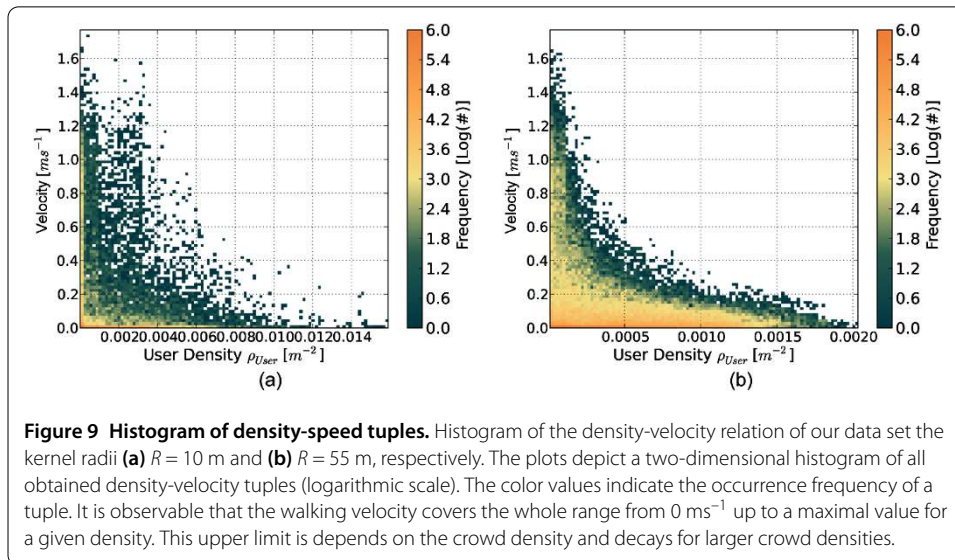 1.6
1.4
1.2
1.0
0.8
0.6
0.4
0.2
0.0
Velocity [ms⁻¹]
0.0020.0040.0060.0080.0100.0120.014
User Density ρUser [m⁻²]
(a)
6.0
5.4
4.8
4.2
3.6
3.0
2.4
1.8
1.2
0.6
0.0
Frequency [Log(#)]
1.6
1.4
1.2
1.0
0.8
0.6
0.4
0.2
0.0
Velocity [ms⁻¹]
0.0005 0.0010 0.0015 0.0020
User Density ρUser [m⁻²]
(b)
6.0
5.4
4.8
4.2
3.6
3.0
2.4
1.8
1.2
0.6
0.0
Frequency [Log(#)]
Figure 9 Histogram of density-speed tuples. Histogram of the density-velocity relation of our data set the
kernel radii (a) R = 10 m and (b) R = 55 m, respectively. The plots depict a two-dimensional histogram of all
obtained density-velocity tuples (logarithmic scale). The color values indicate the occurrence frequency of a
tuple. It is observable that the walking velocity covers the whole range from 0 ms⁻¹ up to a maximal value for
a given density. This upper limit is depends on the crowd density and decays for larger crowd densities.